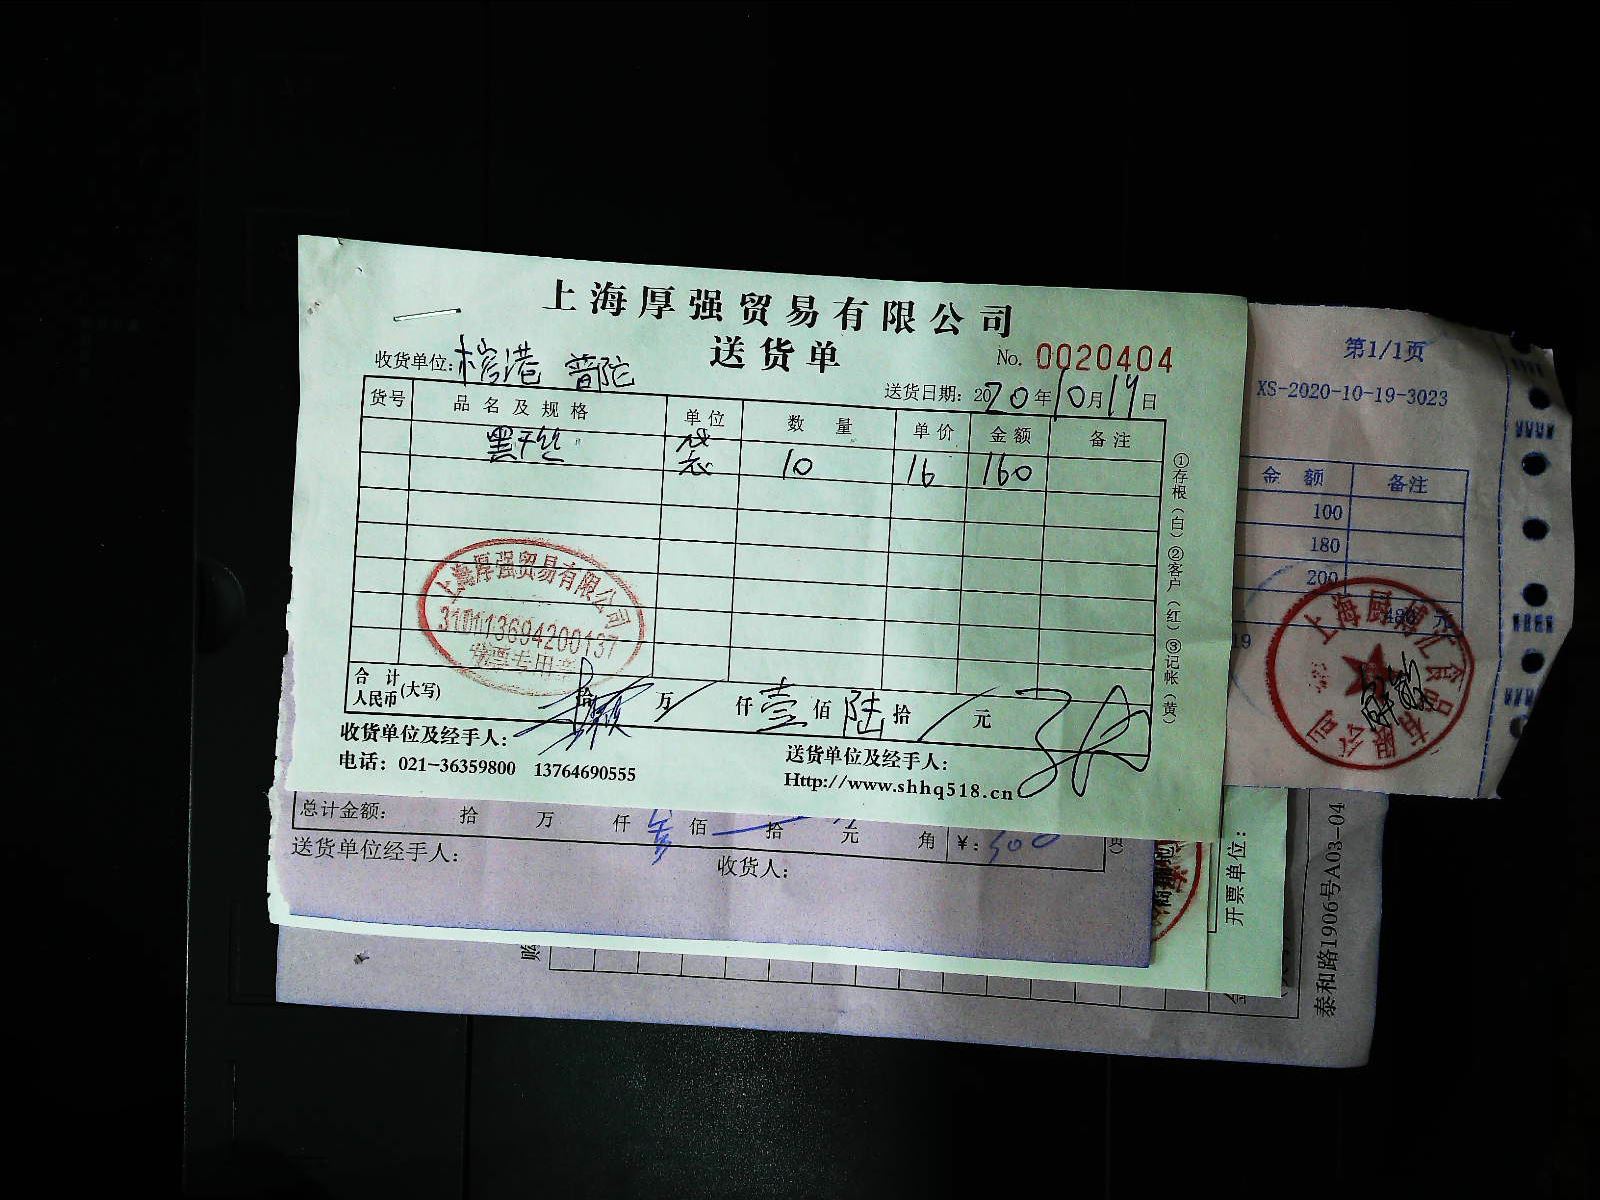 上海厚强贸易有限公司
送货单
No. 0020404
收货单位: 港 普陀
送货日期: 2020年10月19日
货号 品名及规格 单位 数量 单价 金额 备注
黑干丝 袋 10 16 160
①存根(白) ②客户(红) ③记帐(黄)
上海厚强贸易有限公司
310113694200137
发票专用章
合计人民币(大写) 拾 万 仟 壹佰 陆拾 元
收货单位及经手人:
送货单位及经手人:
电话: 021-36359800 13764690555
Http://www.shhq518.cn
第1/1页
XS-2020-10-19-3023
金额 备注
100
180
200
480 元
19
总计金额: 拾 万 仟 佰 拾 元 角 ¥: 300
送货单位经手人:
收货人:
开票单位:
泰和路1906号A03-04